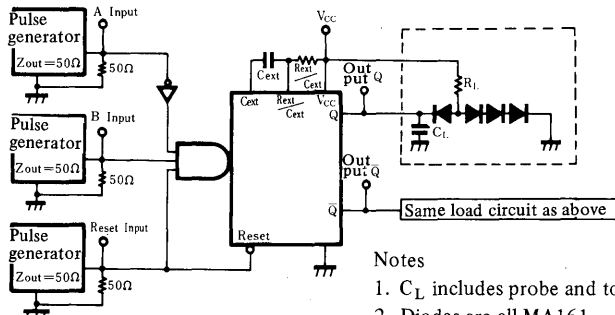 Pulse
generator
Zout=50Ω
A Input
50Ω
Pulse
generator
Zout=50Ω
B Input
50Ω
Pulse
generator
Zout=50Ω
Reset Input
50Ω
VCC
Cext
Rext
Cext
Cext
Rext
Cext
VCC
Q
Q̅
Reset
Out
put Q
Out
put Q̅
RL
CL
Same load circuit as above
Notes
1. CL includes probe and to
2. Diodes are all MA161